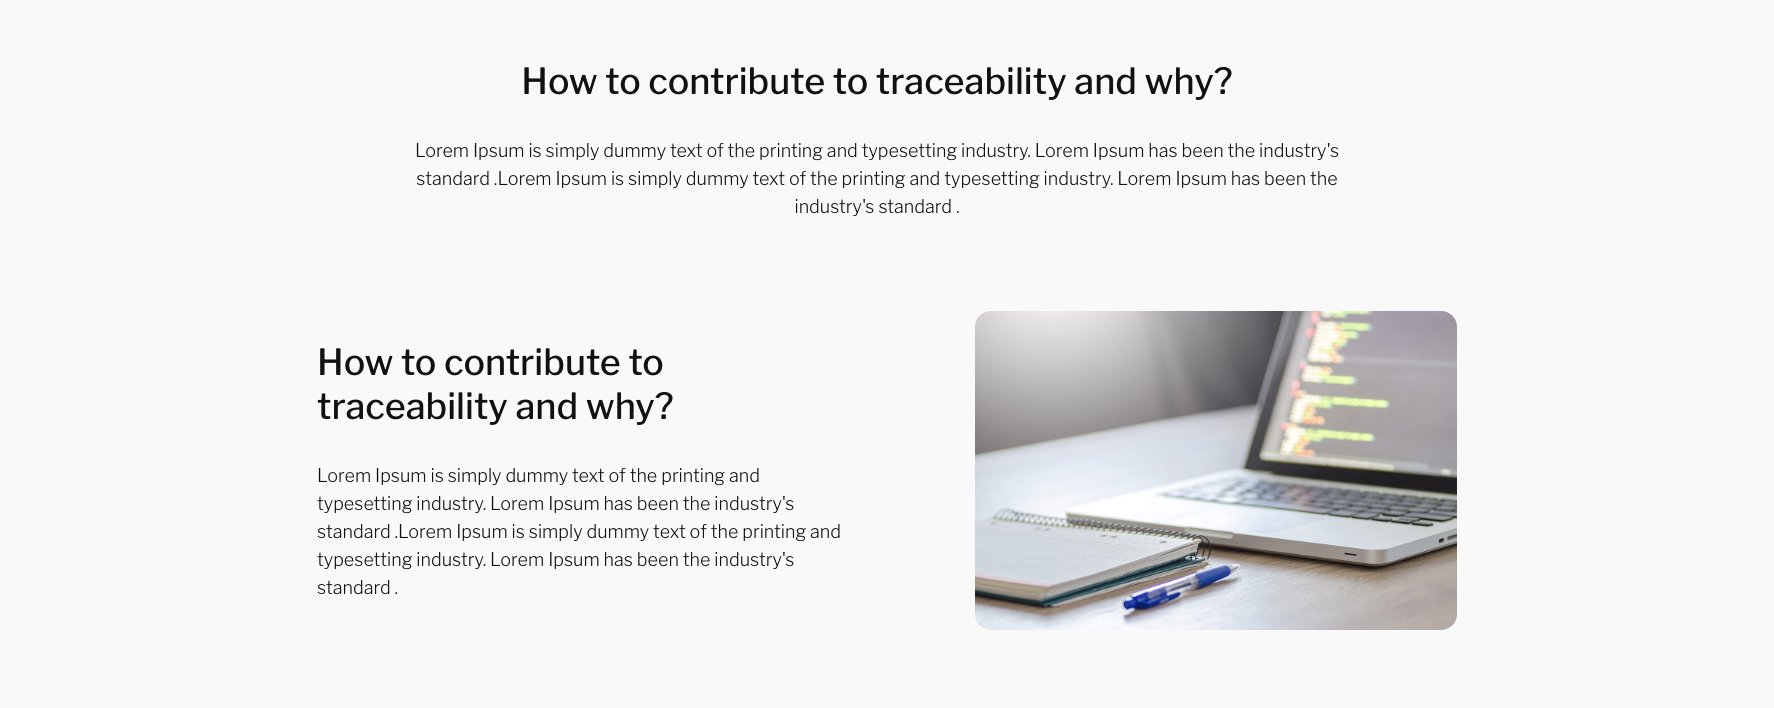 How to contribute to traceability and why?
Lorem Ipsum is simply dummy text of the printing and typesetting industry. Lorem Ipsum has been the industry's
standard .Lorem Ipsum is simply dummy text of the printing and typesetting industry. Lorem Ipsum has been the
industry's standard .
How to contribute to
traceability and why?
Lorem Ipsum is simply dummy text of the printing and
typesetting industry. Lorem Ipsum has been the industry's
standard .Lorem Ipsum is simply dummy text of the printing and
typesetting industry. Lorem Ipsum has been the industry's
standard .